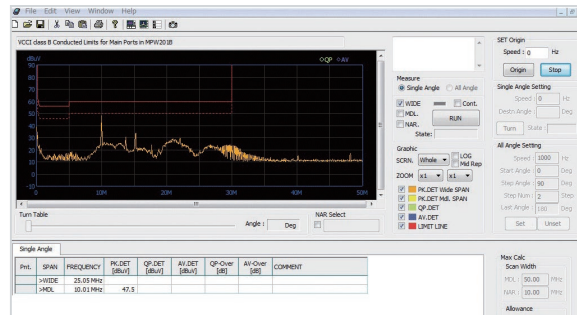 File Edit View Window Help
VCCI class B Conducted Limits for Main Ports in MPW201B
dBuV
QP AV
90
80
70
60
50
40
30
20
10
0
-10
0 10M 20M 30M 40M 50M
Turn Table
Angle : Deg
NAR Select
Measure
Single Angle All Angle
WIDE Cont.
MDL.
NAR. RUN
State:
Graphic
SCRN. Whole LOG
Mid Rep
ZOOM x1 x1
PK.DET Wide SPAN
PK.DET Mdl. SPAN
QP.DET
AV.DET
LIMIT LINE
SET Origin
Speed : 0 Hz
Origin Stop
Single Angle Setting
Speed : 0 Hz
Destn Angle : Deg
Turn State :
All Angle Setting
Speed : 1000 Hz
Start Angle : 0 Deg
Step Angle : 90 Deg
Step Num : 2 Step
Last Angle : 180 Deg
Set Unset
Single Angle
Pnt. SPAN FREQUENCY PK.DET [dBuV] QP.DET [dBuV] AV.DET [dBuV] QP-Over [dB] AV-Over [dB] COMMENT
>WIDE 25.05 MHz
>MDL 10.01 MHz 47.5
Max Calc
Scan Width
MDL : 50.00 MHz
NAR : 10.00 MHz
Allowance